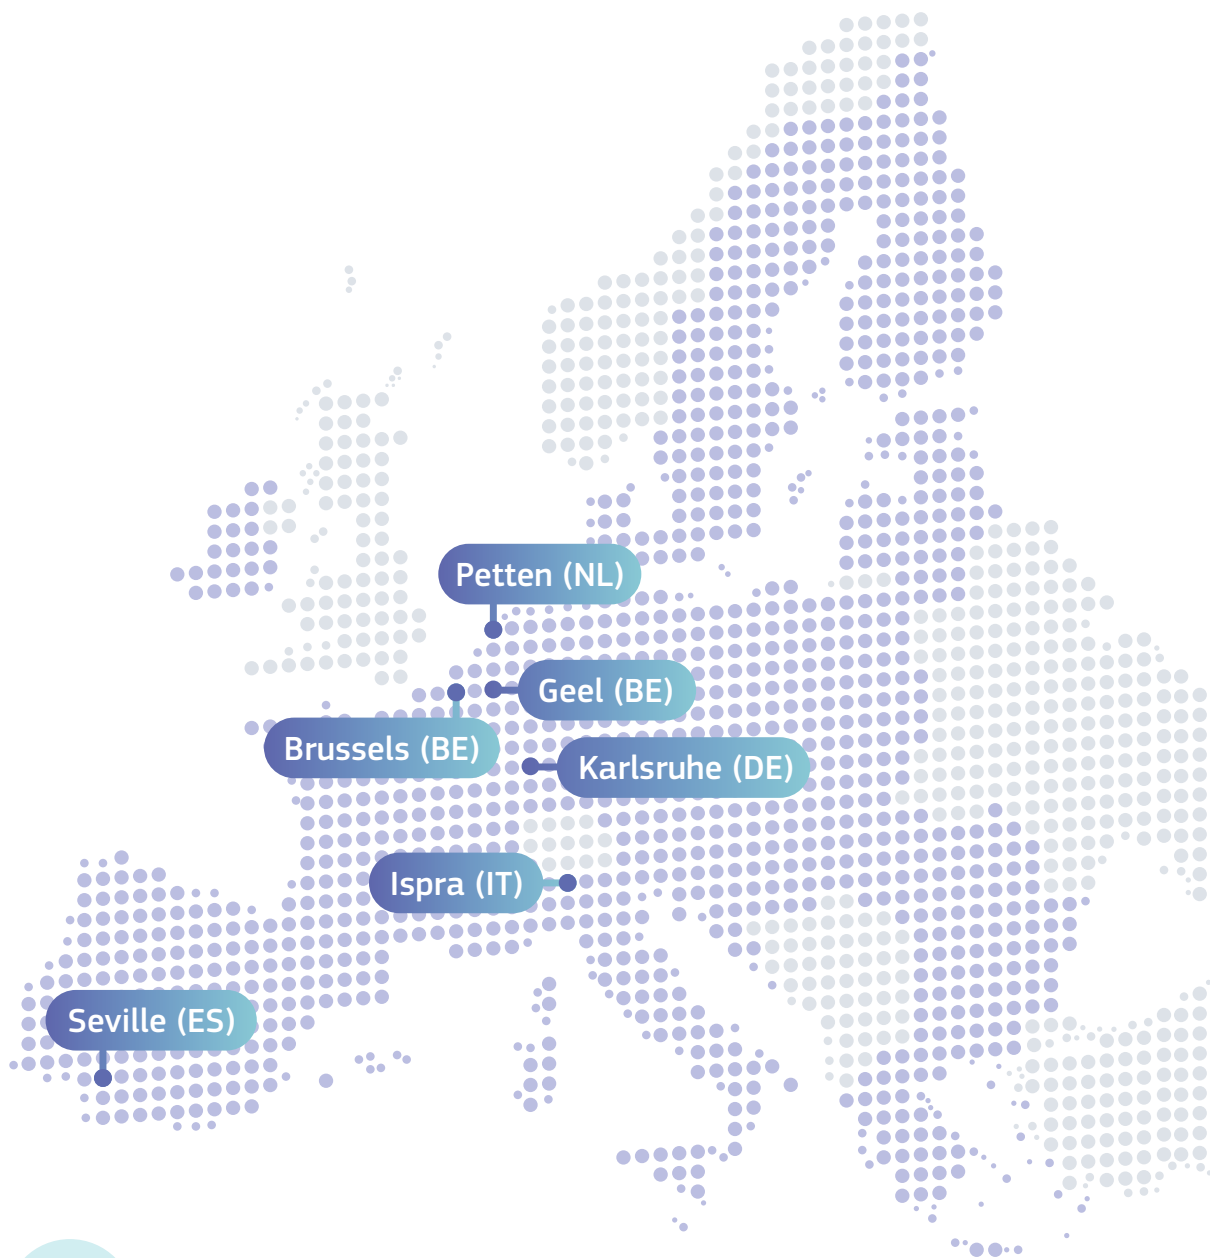 Petten (NL)
Geel (BE)
Brussels (BE)
Karlsruhe (DE)
Ispra (IT)
Seville (ES)